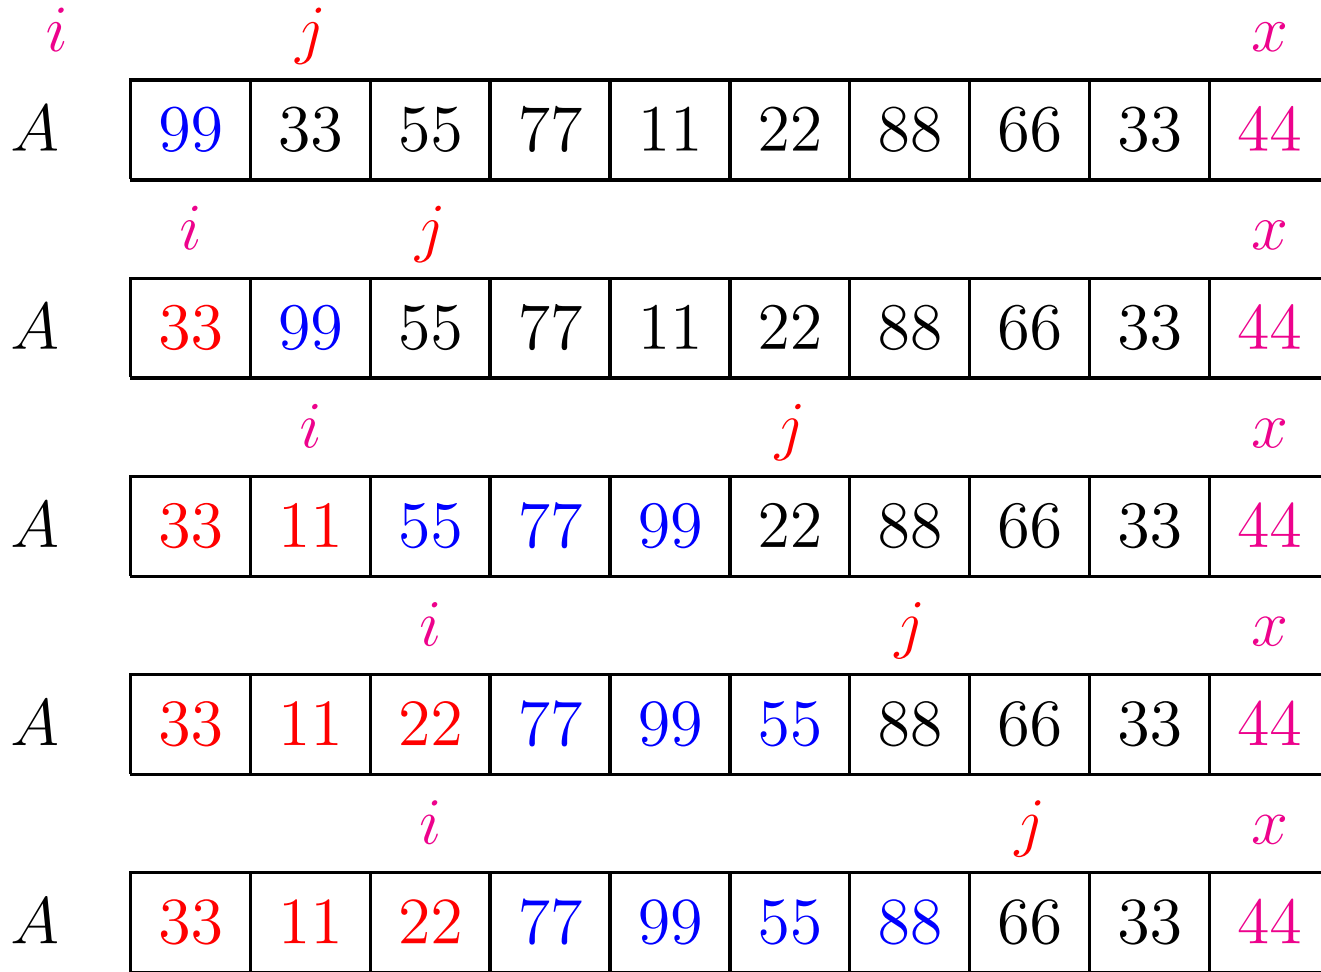 i j x
A 99 33 55 77 11 22 88 66 33 44
i j x
A 33 99 55 77 11 22 88 66 33 44
i j x
A 33 11 55 77 99 22 88 66 33 44
i j x
A 33 11 22 77 99 55 88 66 33 44
i j x
A 33 11 22 77 99 55 88 66 33 44